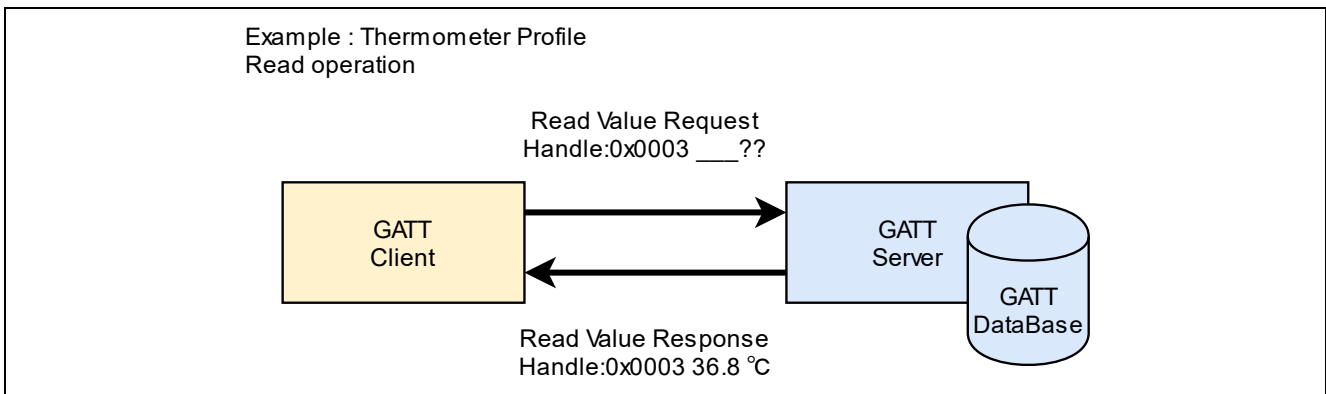 Example : Thermometer Profile
Read operation
Read Value Request
Handle:0x0003 ___??
GATT
Client
GATT
Server
GATT
DataBase
Read Value Response
Handle:0x0003 36.8 ℃